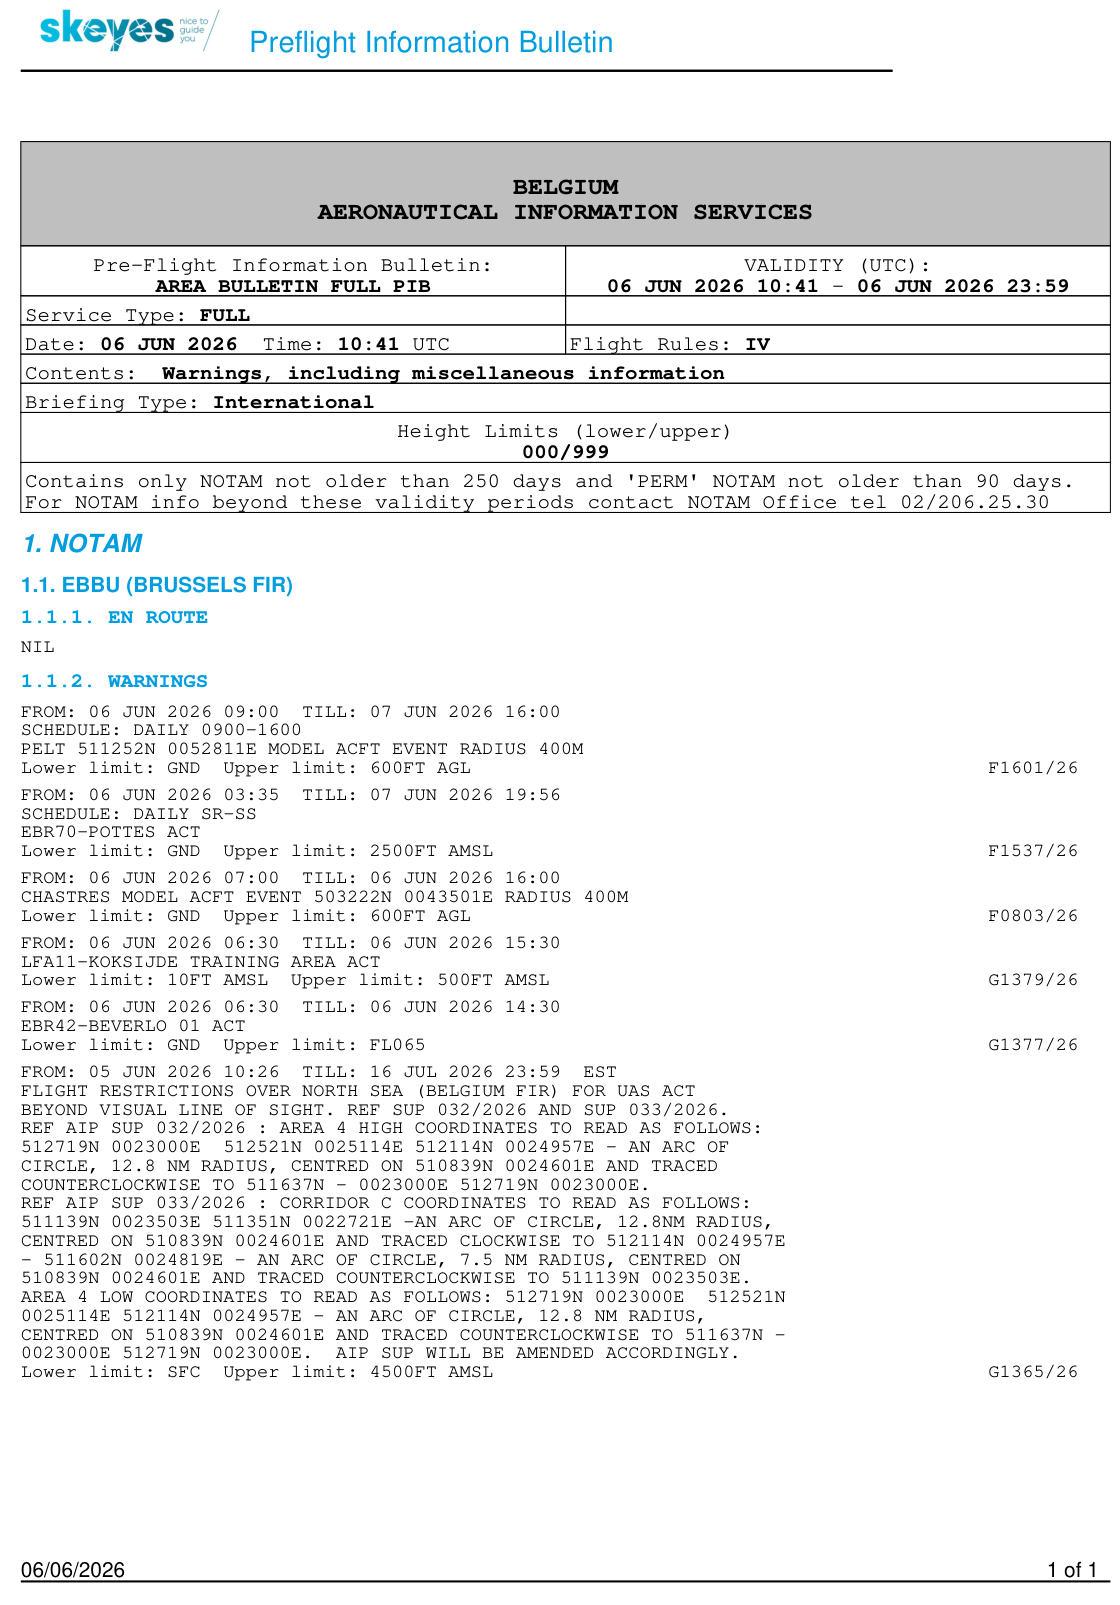 skeyes nice to guide you
Preflight Information Bulletin
BELGIUM
AERONAUTICAL INFORMATION SERVICES
Pre-Flight Information Bulletin:
AREA BULLETIN FULL PIB
VALIDITY (UTC):
06 JUN 2026 10:41 - 06 JUN 2026 23:59
Service Type: FULL
Date: 06 JUN 2026 Time: 10:41 UTC
Flight Rules: IV
Contents: Warnings, including miscellaneous information
Briefing Type: International
Height Limits (lower/upper)
000/999
Contains only NOTAM not older than 250 days and 'PERM' NOTAM not older than 90 days.
For NOTAM info beyond these validity periods contact NOTAM Office tel 02/206.25.30
1. NOTAM
1.1. EBBU (BRUSSELS FIR)
1.1.1. EN ROUTE
NIL
1.1.2. WARNINGS
FROM: 06 JUN 2026 09:00 TILL: 07 JUN 2026 16:00
SCHEDULE: DAILY 0900-1600
PELT 511252N 0052811E MODEL ACFT EVENT RADIUS 400M
Lower limit: GND Upper limit: 600FT AGL F1601/26
FROM: 06 JUN 2026 03:35 TILL: 07 JUN 2026 19:56
SCHEDULE: DAILY SR-SS
EBR70-POTTES ACT
Lower limit: GND Upper limit: 2500FT AMSL F1537/26
FROM: 06 JUN 2026 07:00 TILL: 06 JUN 2026 16:00
CHASTRES MODEL ACFT EVENT 503222N 0043501E RADIUS 400M
Lower limit: GND Upper limit: 600FT AGL F0803/26
FROM: 06 JUN 2026 06:30 TILL: 06 JUN 2026 15:30
LFA11-KOKSIJDE TRAINING AREA ACT
Lower limit: 10FT AMSL Upper limit: 500FT AMSL G1379/26
FROM: 06 JUN 2026 06:30 TILL: 06 JUN 2026 14:30
EBR42-BEVERLO 01 ACT
Lower limit: GND Upper limit: FL065 G1377/26
FROM: 05 JUN 2026 10:26 TILL: 16 JUL 2026 23:59 EST
FLIGHT RESTRICTIONS OVER NORTH SEA (BELGIUM FIR) FOR UAS ACT
BEYOND VISUAL LINE OF SIGHT. REF SUP 032/2026 AND SUP 033/2026.
REF AIP SUP 032/2026 : AREA 4 HIGH COORDINATES TO READ AS FOLLOWS:
512719N 0023000E 512521N 0025114E 512114N 0024957E - AN ARC OF
CIRCLE, 12.8 NM RADIUS, CENTRED ON 510839N 0024601E AND TRACED
COUNTERCLOCKWISE TO 511637N - 0023000E 512719N 0023000E.
REF AIP SUP 033/2026 : CORRIDOR C COORDINATES TO READ AS FOLLOWS:
511139N 0023503E 511351N 0022721E -AN ARC OF CIRCLE, 12.8NM RADIUS,
CENTRED ON 510839N 0024601E AND TRACED CLOCKWISE TO 512114N 0024957E
- 511602N 0024819E - AN ARC OF CIRCLE, 7.5 NM RADIUS, CENTRED ON
510839N 0024601E AND TRACED COUNTERCLOCKWISE TO 511139N 0023503E.
AREA 4 LOW COORDINATES TO READ AS FOLLOWS: 512719N 0023000E 512521N
0025114E 512114N 0024957E - AN ARC OF CIRCLE, 12.8 NM RADIUS,
CENTRED ON 510839N 0024601E AND TRACED COUNTERCLOCKWISE TO 511637N -
0023000E 512719N 0023000E. AIP SUP WILL BE AMENDED ACCORDINGLY.
Lower limit: SFC Upper limit: 4500FT AMSL G1365/26
06/06/2026
1 of 1